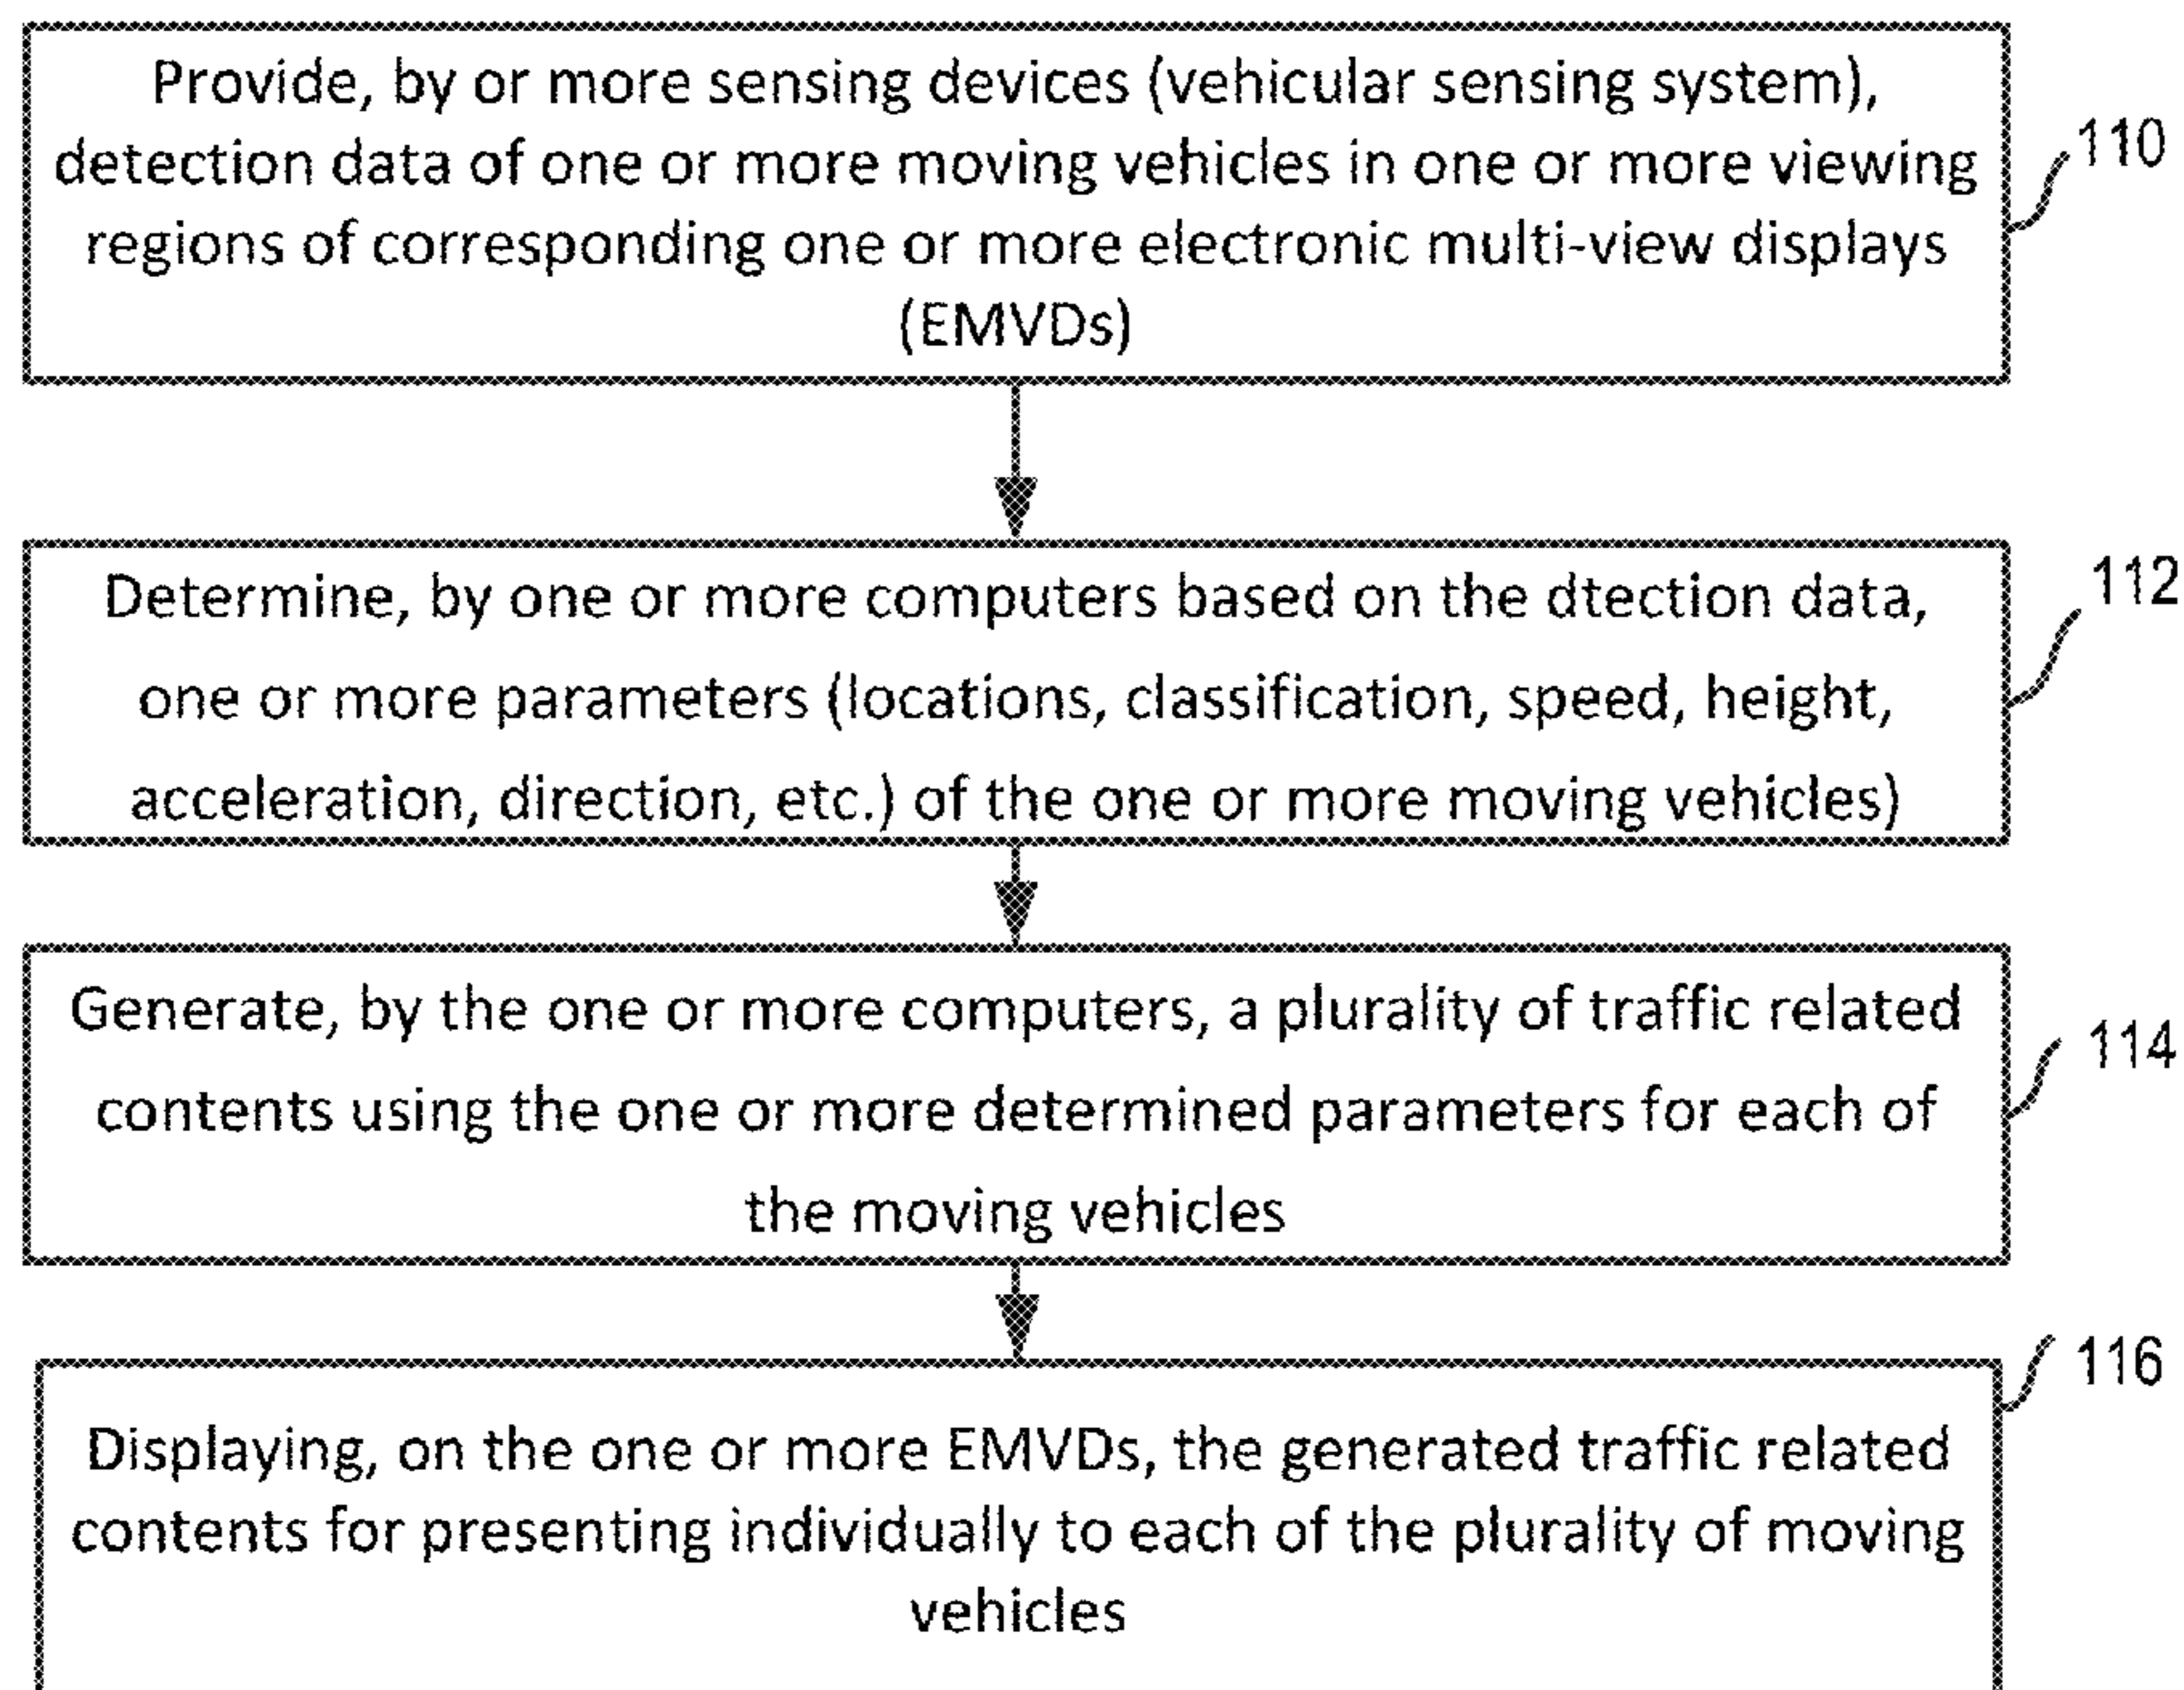 Provide, by or more sensing devices (vehicular sensing system),
detection data of one or more moving vehicles in one or more viewing
regions of corresponding one or more electronic multi-view displays
(EMVDs)
110
Determine, by one or more computers based on the dtection data,
one or more parameters (locations, classification, speed, height,
acceleration, direction, etc.) of the one or more moving vehicles)
112
Generate, by the one or more computers, a plurality of traffic related
contents using the one or more determined parameters for each of
the moving vehicles
114
Displaying, on the one or more EMVDs, the generated traffic related
contents for presenting individually to each of the plurality of moving
vehicles
116